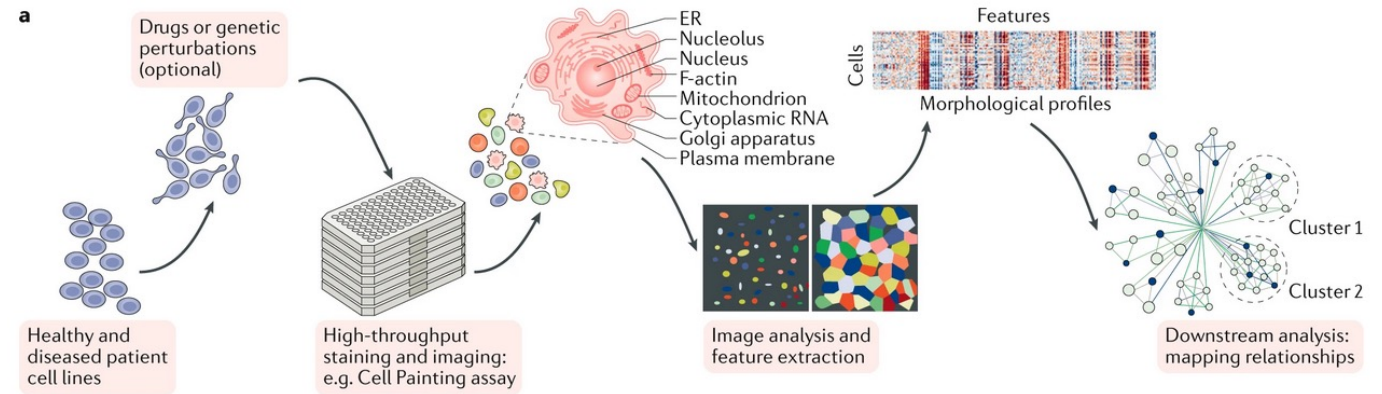 a
Drugs or genetic
perturbations
(optional)
Healthy and
diseased patient
cell lines
High-throughput
staining and imaging:
e.g. Cell Painting assay
ER
Nucleolus
Nucleus
F-actin
Mitochondrion
Cytoplasmic RNA
Golgi apparatus
Plasma membrane
Image analysis and
feature extraction
Features
Cells
Morphological profiles
Cluster 1
Cluster 2
Downstream analysis:
mapping relationships